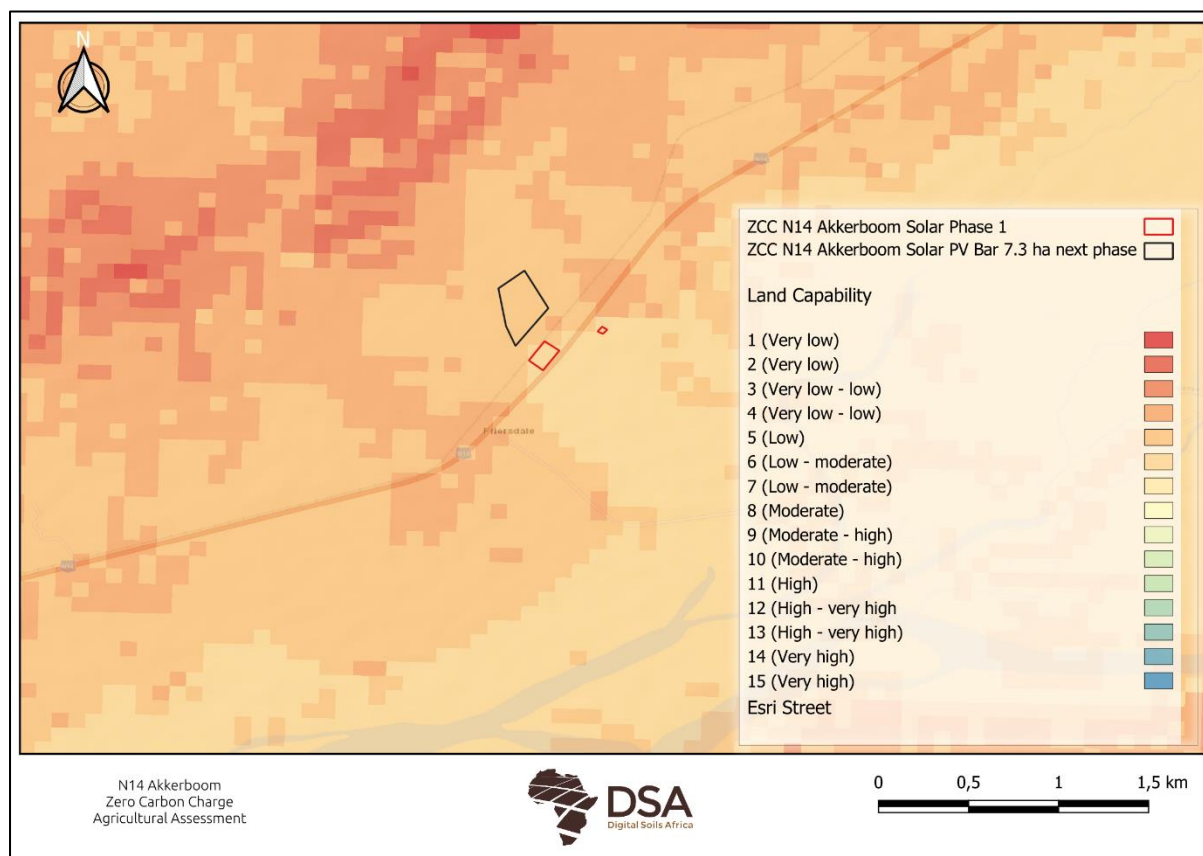 N
ZCC N14 Akkerboom Solar Phase 1
ZCC N14 Akkerboom Solar PV Bar 7.3 ha next phase
Land Capability
1 (Very low)
2 (Very low)
3 (Very low - low)
4 (Very low - low)
5 (Low)
6 (Low - moderate)
7 (Low - moderate)
8 (Moderate)
9 (Moderate - high)
10 (Moderate - high)
11 (High)
12 (High - very high
13 (High - very high)
14 (Very high)
15 (Very high)
Esri Street
Friersdale
N14 Akkerboom
Zero Carbon Charge
Agricultural Assessment
DSA
Digital Soils Africa
0 0,5 1 1,5 km